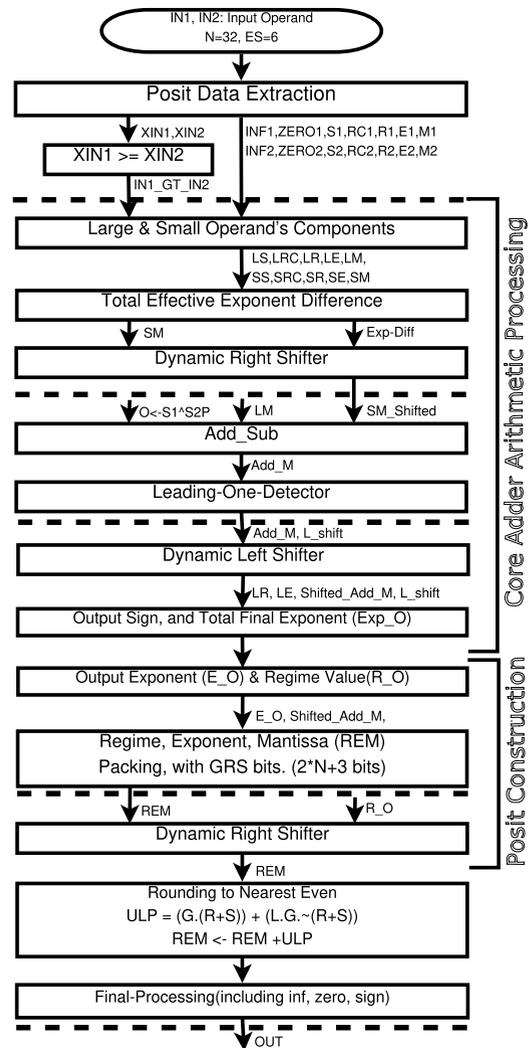 IN1, IN2: Input Operand
N=32, ES=6
Posit Data Extraction
XIN1,XIN2
INF1,ZERO1,S1,RC1,R1,E1,M1
INF2,ZERO2,S2,RC2,R2,E2,M2
XIN1 >= XIN2
IN1_GT_IN2
Large & Small Operand's Components
LS,LRC,LR,LE,LM,
SS,SRC,SR,SE,SM
Total Effective Exponent Difference
SM
Exp-Diff
Dynamic Right Shifter
O<-S1^S2P
LM
SM_Shifted
Add_Sub
Add_M
Leading-One-Detector
Add_M, L_shift
Dynamic Left Shifter
LR, LE, Shifted_Add_M, L_shift
Output Sign, and Total Final Exponent (Exp_O)
Core Adder Arithmetic Processing
Output Exponent (E_O) & Regime Value(R_O)
E_O, Shifted_Add_M,
Regime, Exponent, Mantissa (REM)
Packing, with GRS bits. (2*N+3 bits)
REM
R_O
Dynamic Right Shifter
Posit Construction
REM
Rounding to Nearest Even
ULP = (G.(R+S)) + (L.G.~(R+S))
REM <- REM +ULP
Final-Processing(including inf, zero, sign)
OUT